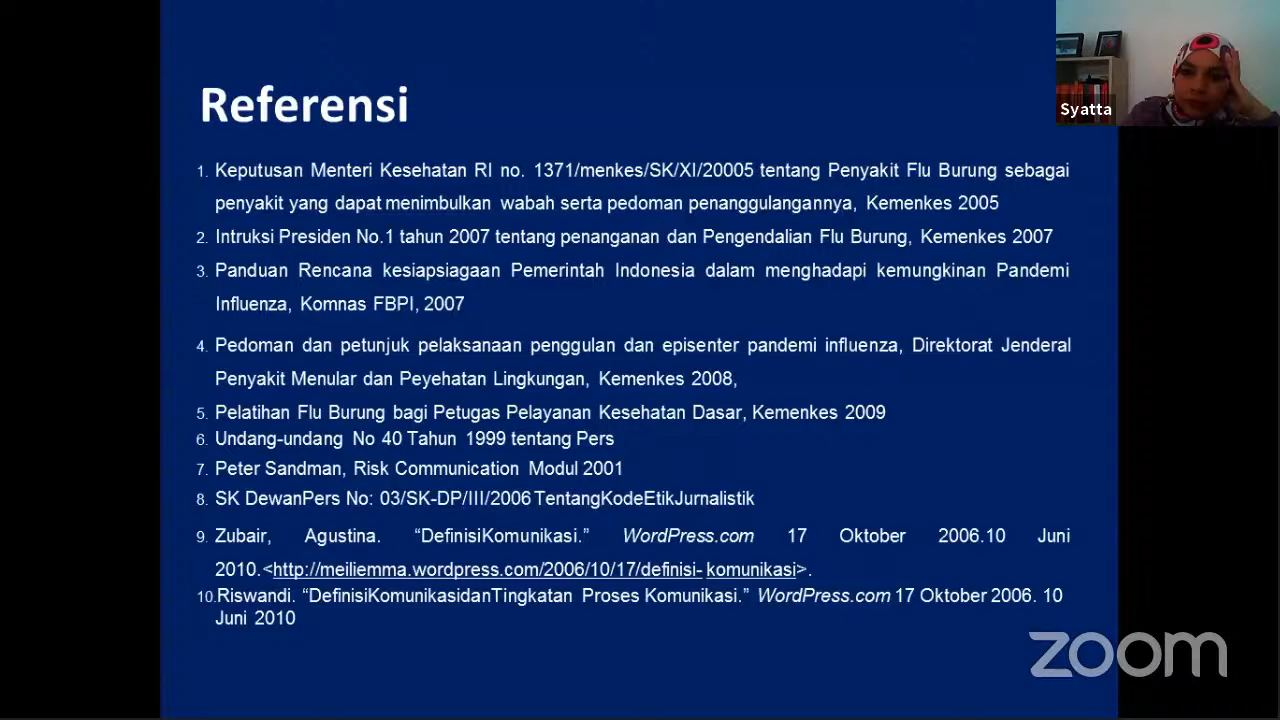 Referensi
Syatta
1. Keputusan Menteri Kesehatan RI no. 1371/menkes/SK/XI/20005 tentang Penyakit Flu Burung sebagai
penyakit yang dapat menimbulkan wabah serta pedoman penanggulangannya, Kemenkes 2005
2. Intruksi Presiden No.1 tahun 2007 tentang penanganan dan Pengendalian Flu Burung, Kemenkes 2007
3. Panduan Rencana kesiapsiagaan Pemerintah Indonesia dalam menghadapi kemungkinan Pandemi
Influenza, Komnas FBPI, 2007
4. Pedoman dan petunjuk pelaksanaan penggulan dan episenter pandemi influenza, Direktorat Jenderal
Penyakit Menular dan Peyehatan Lingkungan, Kemenkes 2008,
5. Pelatihan Flu Burung bagi Petugas Pelayanan Kesehatan Dasar, Kemenkes 2009
6. Undang-undang No 40 Tahun 1999 tentang Pers
7. Peter Sandman, Risk Communication Modul 2001
8. SK DewanPers No: 03/SK-DP/III/2006 TentangKodeEtikJurnalistik
9. Zubair, Agustina. “DefinisiKomunikasi.” WordPress.com 17 Oktober 2006.10 Juni
2010.<http://meiliemma.wordpress.com/2006/10/17/definisi- komunikasi>.
10. Riswandi. “DefinisiKomunikasidanTingkatan Proses Komunikasi.” WordPress.com 17 Oktober 2006. 10
Juni 2010
zoom